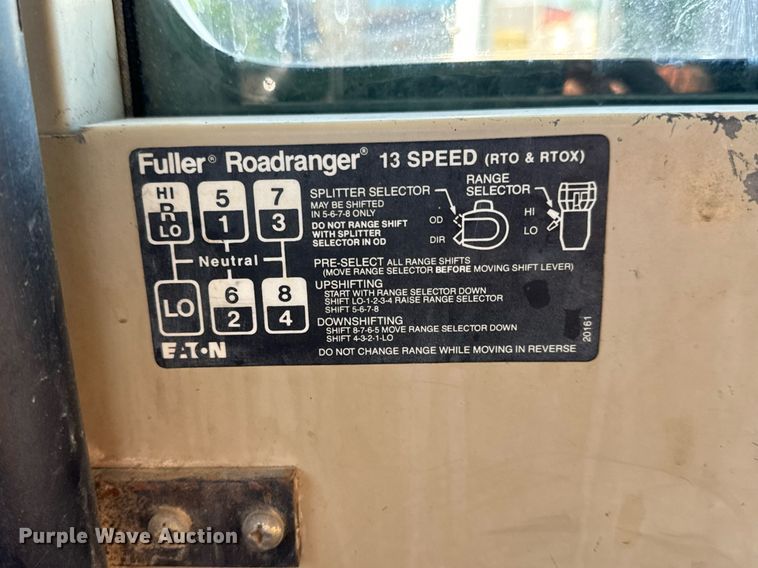 Fuller® Roadranger® 13 SPEED (RTO & RTOX)
HI
R
LO
5
1
7
3
Neutral
LO
6
2
8
4
SPLITTER SELECTOR
MAY BE SHIFTED
IN 5-6-7-8 ONLY
DO NOT RANGE SHIFT
WITH SPLITTER
SELECTOR IN OD
OD
DIR
RANGE
SELECTOR
HI
LO
PRE-SELECT ALL RANGE SHIFTS
(MOVE RANGE SELECTOR BEFORE MOVING SHIFT LEVER)
UPSHIFTING
START WITH RANGE SELECTOR DOWN
SHIFT LO-1-2-3-4 RAISE RANGE SELECTOR
SHIFT 5-6-7-8
DOWNSHIFTING
SHIFT 8-7-6-5 MOVE RANGE SELECTOR DOWN
SHIFT 4-3-2-1-LO
EATON
DO NOT CHANGE RANGE WHILE MOVING IN REVERSE
20161
Purple Wave Auction®
Purple Wave Auction®